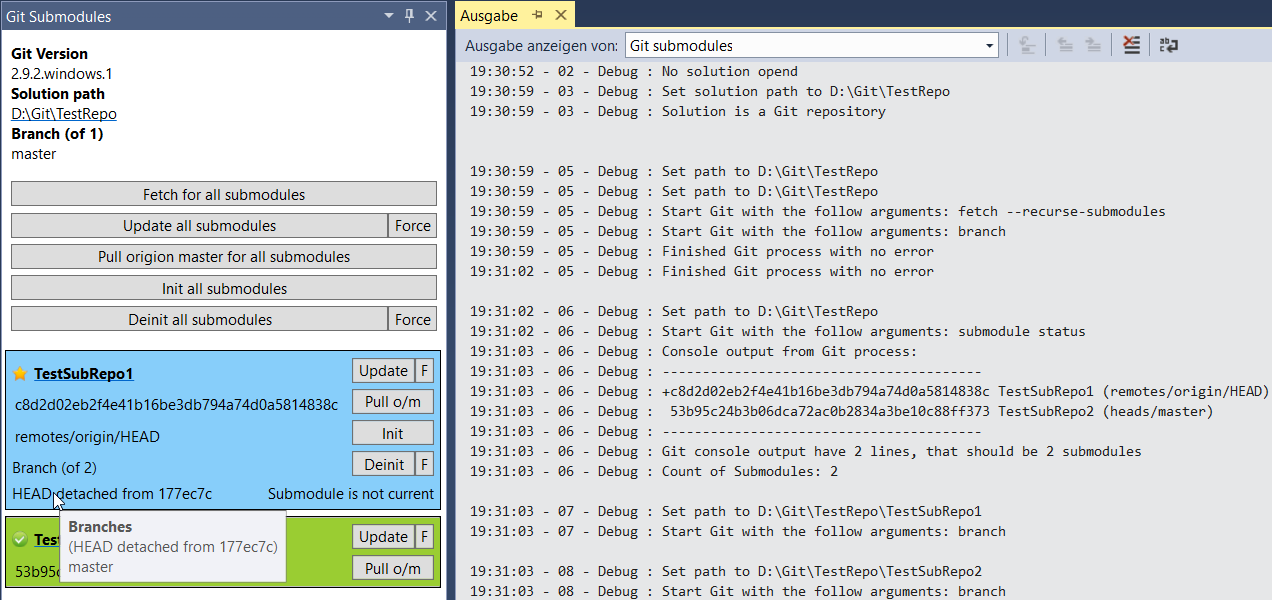 Git Submodules
Git Version
2.9.2.windows.1
Solution path
D:\Git\TestRepo
Branch (of 1)
master
Fetch for all submodules
Update all submodules Force
Pull origion master for all submodules
Init all submodules
Deinit all submodules Force
TestSubRepo1 Update F
c8d2d02eb2f4e41b16be3db794a74d0a5814838c Pull o/m
remotes/origin/HEAD Init
Branch (of 2) Deinit F
HEAD detached from 177ec7c Submodule is not current
Branches
(HEAD detached from 177ec7c)
master
Tes Update F
53b95c Pull o/m
Ausgabe
Ausgabe anzeigen von: Git submodules
19:30:52 - 02 - Debug : No solution opend
19:30:59 - 03 - Debug : Set solution path to D:\Git\TestRepo
19:30:59 - 03 - Debug : Solution is a Git repository
19:30:59 - 05 - Debug : Set path to D:\Git\TestRepo
19:30:59 - 05 - Debug : Set path to D:\Git\TestRepo
19:30:59 - 05 - Debug : Start Git with the follow arguments: fetch --recurse-submodules
19:30:59 - 05 - Debug : Start Git with the follow arguments: branch
19:30:59 - 05 - Debug : Finished Git process with no error
19:31:02 - 05 - Debug : Finished Git process with no error
19:31:02 - 06 - Debug : Set path to D:\Git\TestRepo
19:31:02 - 06 - Debug : Start Git with the follow arguments: submodule status
19:31:03 - 06 - Debug : Console output from Git process:
19:31:03 - 06 - Debug : ----------------------------------------
19:31:03 - 06 - Debug : +c8d2d02eb2f4e41b16be3db794a74d0a5814838c TestSubRepo1 (remotes/origin/HEAD)
19:31:03 - 06 - Debug :  53b95c24b3b06dca72ac0b2834a3be10c88ff373 TestSubRepo2 (heads/master)
19:31:03 - 06 - Debug : ----------------------------------------
19:31:03 - 06 - Debug : Git console output have 2 lines, that should be 2 submodules
19:31:03 - 06 - Debug : Count of Submodules: 2
19:31:03 - 07 - Debug : Set path to D:\Git\TestRepo\TestSubRepo1
19:31:03 - 07 - Debug : Start Git with the follow arguments: branch
19:31:03 - 08 - Debug : Set path to D:\Git\TestRepo\TestSubRepo2
19:31:03 - 08 - Debug : Start Git with the follow arguments: branch